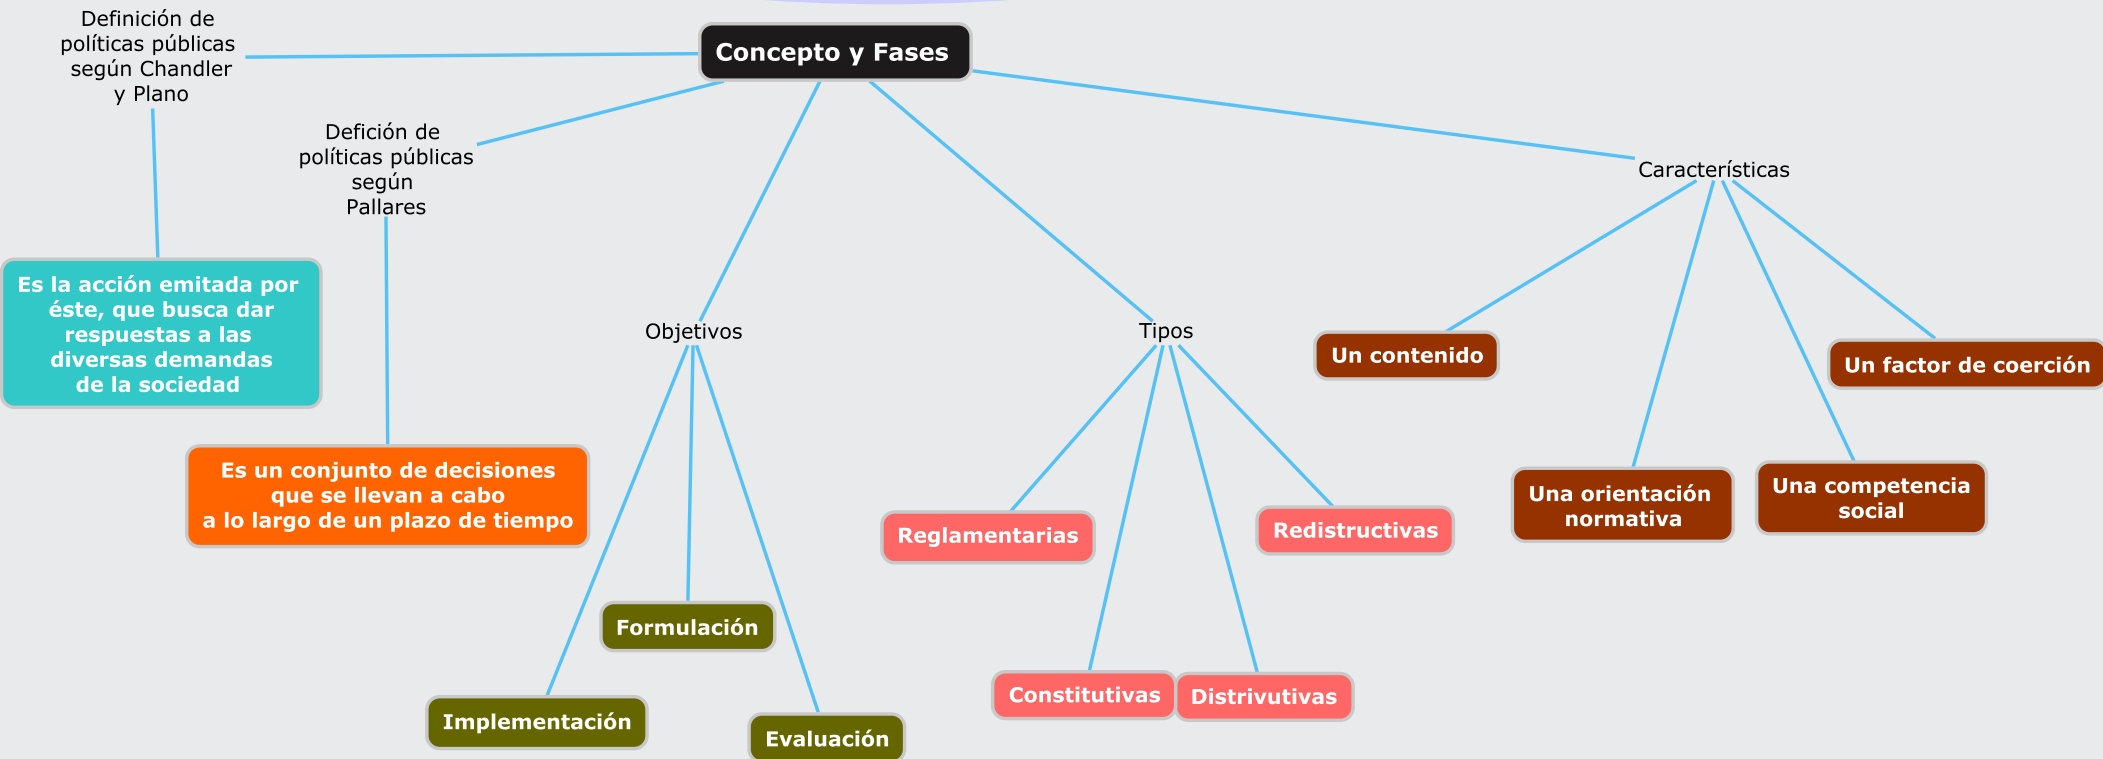 Definición de
políticas públicas
según Chandler
y Plano
Concepto y Fases
Defición de
políticas públicas
según
Pallares
Características
Es la acción emitada por
éste, que busca dar
respuestas a las
diversas demandas
de la sociedad
Objetivos
Tipos
Un contenido
Un factor de coerción
Es un conjunto de decisiones
que se llevan a cabo
a lo largo de un plazo de tiempo
Una orientación
normativa
Una competencia
social
Reglamentarias
Redistructivas
Formulación
Constitutivas
Distrivutivas
Implementación
Evaluación